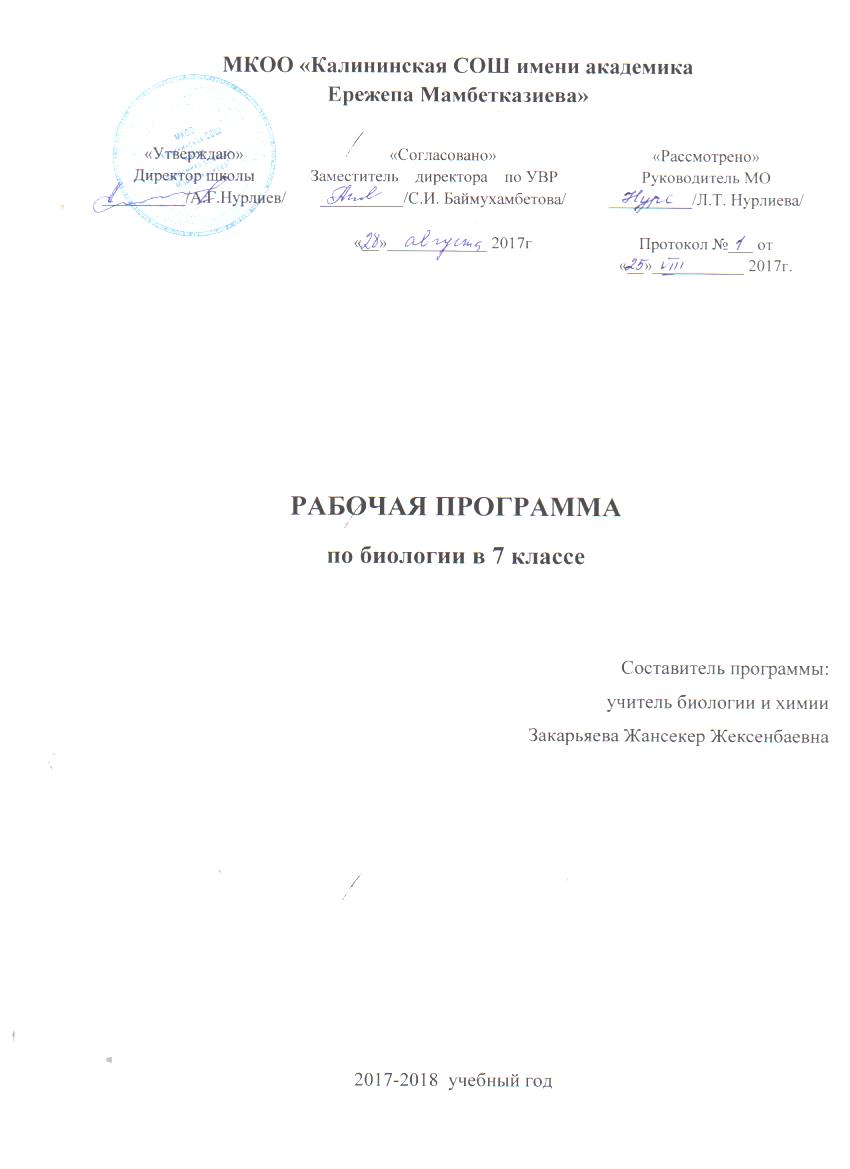 МКОО «Калининская СОШ имени академика
Ережепа Мамбетказиева»
«Утверждаю»
Директор школы
/А.Г.Нурлиев/
«Согласовано»
Заместитель директора по УВР
/С.И. Баймухамбетова/
«28» августа 2017г
«Рассмотрено»
Руководитель МО
Нурс /Л.Т. Нурлиева/
Протокол № 1 от
«25» VIII 2017г.
РАБОЧАЯ ПРОГРАММА
по биологии в 7 классе
Составитель программы:
учитель биологии и химии
Закарьяева Жансекер Жексенбаевна
2017-2018 учебный год